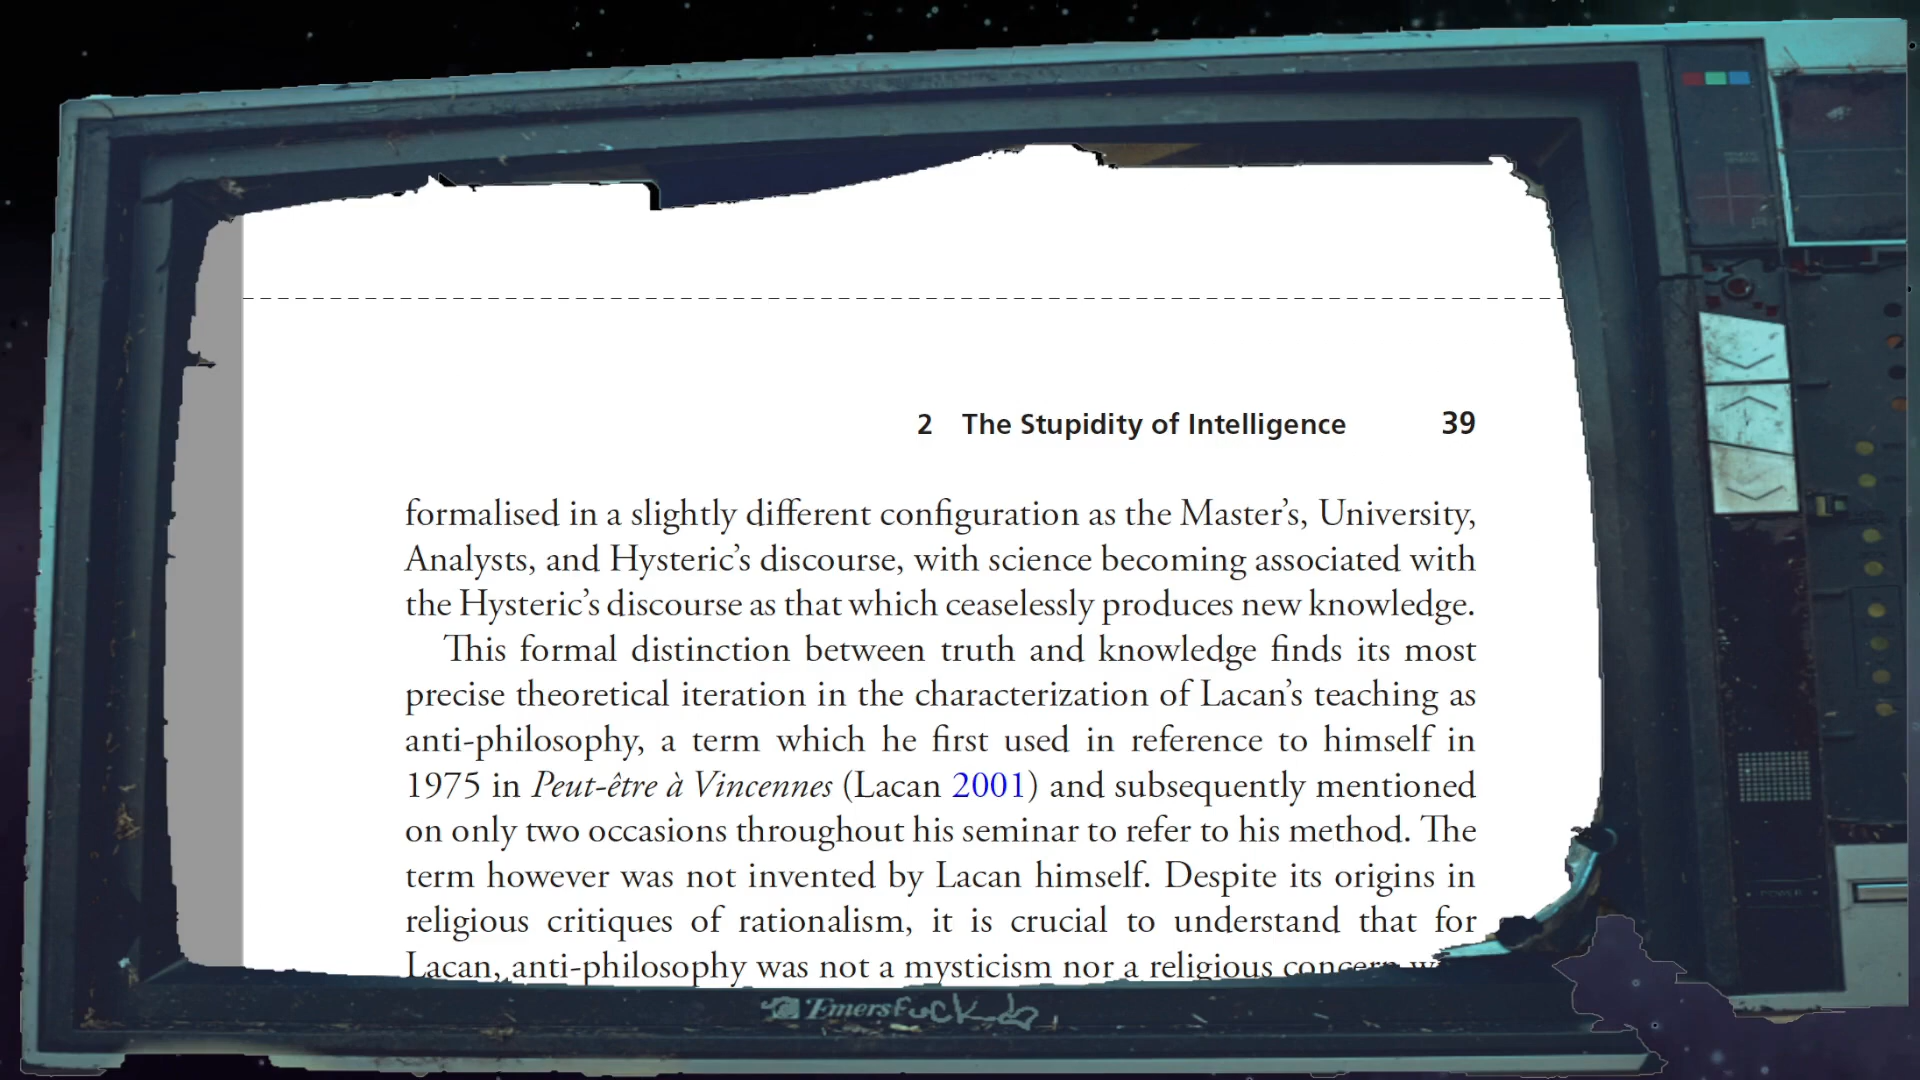 2 The Stupidity of Intelligence 39
formalised in a slightly different configuration as the Master's, University,
Analysts, and Hysteric's discourse, with science becoming associated with
the Hysteric's discourse as that which ceaselessly produces new knowledge.
This formal distinction between truth and knowledge finds its most
precise theoretical iteration in the characterization of Lacan's teaching as
anti-philosophy, a term which he first used in reference to himself in
1975 in Peut-être à Vincennes (Lacan 2001) and subsequently mentioned
on only two occasions throughout his seminar to refer to his method. The
term however was not invented by Lacan himself. Despite its origins in
religious critiques of rationalism, it is crucial to understand that for
Lacan, anti-philosophy was not a mysticism nor a religious concern
EmersFuck